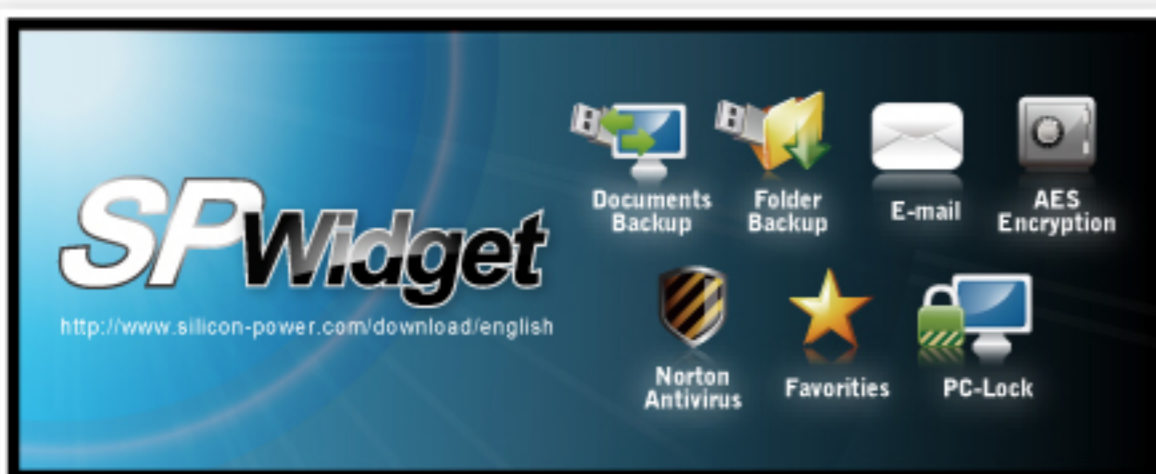 SPWidget
http://www.silicon-power.com/download/english
Documents
Backup
Folder
Backup
E-mail
AES
Encryption
Norton
Antivirus
Favorities
PC-Lock